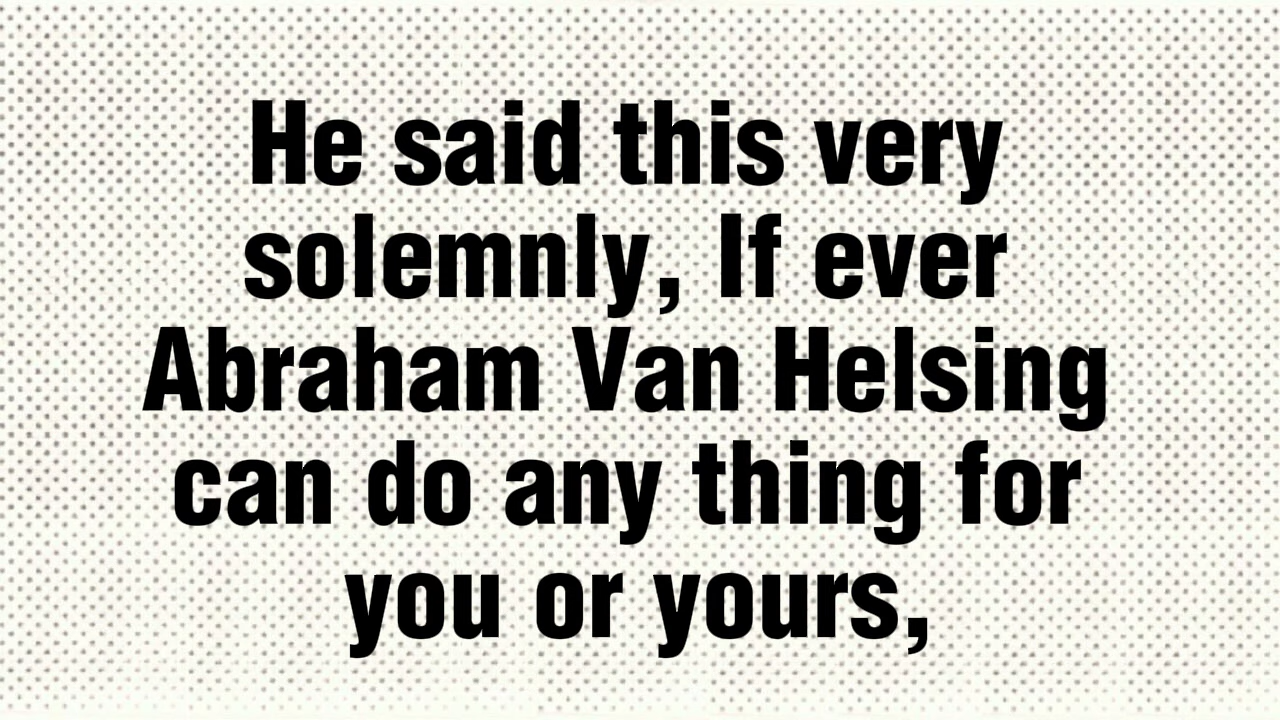 He said this very
solemnly, If ever
Abraham Van Helsing
can do any thing for
you or yours,